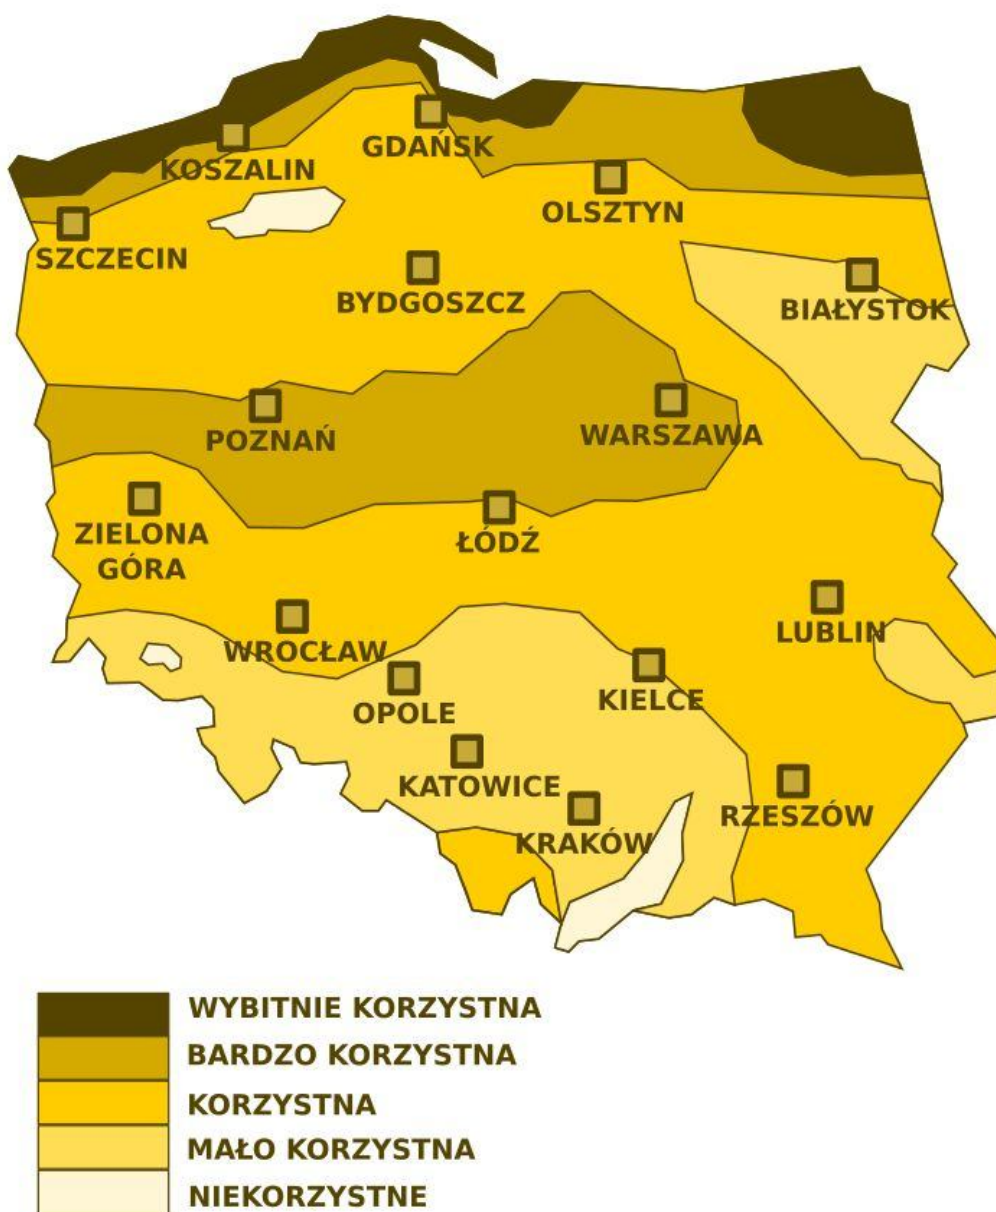 GDAŃSK
KOSZALIN
OLSZTYN
SZCZECIN
BYDGOSZCZ
BIAŁYSTOK
POZNAŃ
WARSZAWA
ZIELONA
GÓRA
ŁÓDŹ
LUBLIN
WROCŁAW
KIELCE
OPOLE
KATOWICE
RZESZÓW
KRAKÓW
WYBITNIE KORZYSTNA
BARDZO KORZYSTNA
KORZYSTNA
MAŁO KORZYSTNA
NIEKORZYSTNE